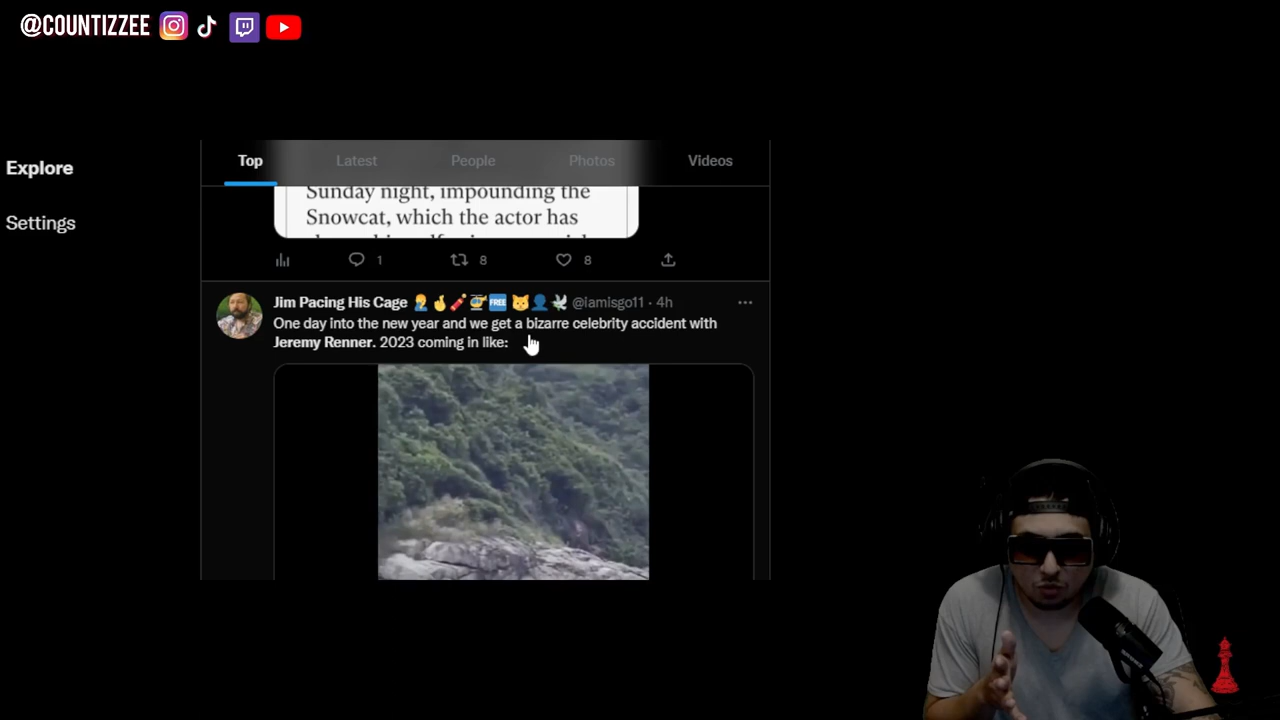 @COUNTIZZEE
Explore
Settings
Top Latest People Photos Videos
Sunday night, impounding the
Snowcat, which the actor has
1 8 8
Jim Pacing His Cage 🤦‍♂️🤞🧨🚁🆓 😺👤🕊 @iamisgo11 · 4h
One day into the new year and we get a bizarre celebrity accident with
Jeremy Renner. 2023 coming in like: